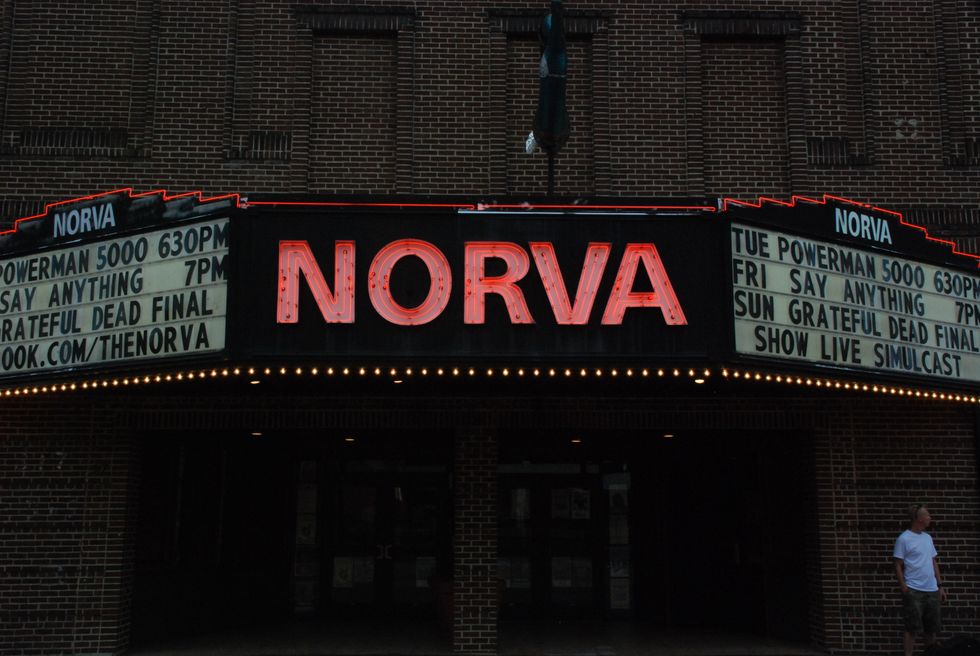 NORVA
POWERMAN 5000 630PM
SAY ANYTHING 7PM
GRATEFUL DEAD FINAL
OOK.COM/THENORVA
NORVA
NORVA
TUE POWERMAN 5000 630PM
FRI SAY ANYTHING 7PM
SUN GRATEFUL DEAD FINAL
SHOW LIVE SIMULCAST